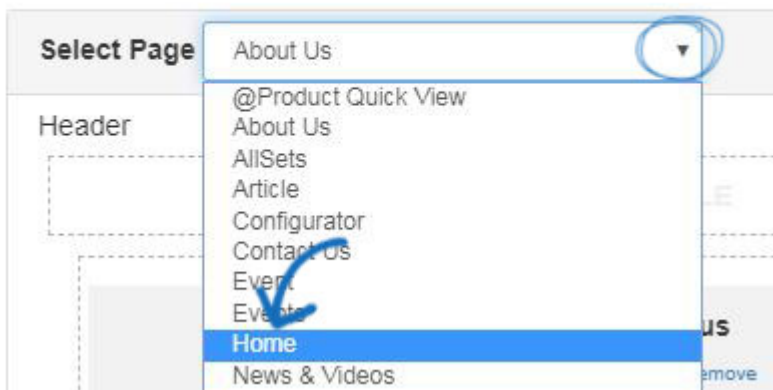 Select Page
About Us
@Product Quick View
Header
About Us
AllSets
Article
Configurator
Contact Us
Event
Events
Home
us
News & Videos
emove